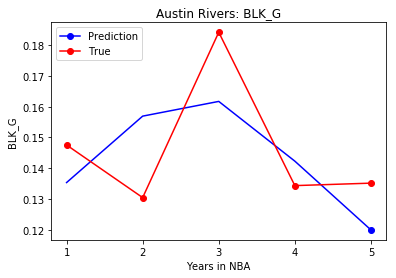 Austin Rivers: BLK_G
Prediction
True
0.18
0.17
0.16
0.15
0.14
0.13
0.12
BLK_G
1 2 3 4 5
Years in NBA